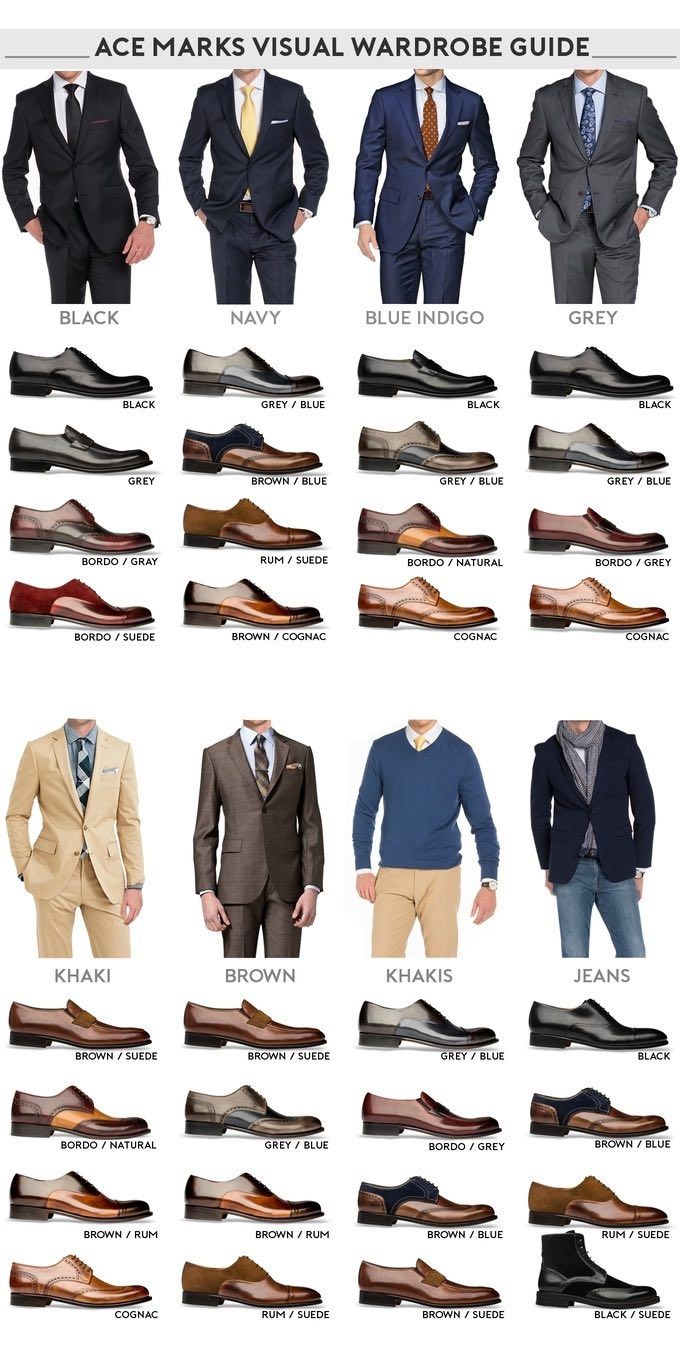 ACE MARKS VISUAL WARDROBE GUIDE
BLACK
NAVY
BLUE INDIGO
GREY
BLACK
GREY / BLUE
BLACK
BLACK
GREY
BROWN / BLUE
GREY / BLUE
GREY / BLUE
BORDO / GRAY
RUM / SUEDE
BORDO / NATURAL
BORDO / GREY
BORDO / SUEDE
BROWN / COGNAC
COGNAC
COGNAC
KHAKI
BROWN
KHAKIS
JEANS
BROWN / SUEDE
BROWN / SUEDE
GREY / BLUE
BLACK
BORDO / NATURAL
GREY / BLUE
BORDO / GREY
BROWN / BLUE
BROWN / RUM
BROWN / RUM
BROWN / BLUE
RUM / SUEDE
COGNAC
RUM / SUEDE
BROWN / SUEDE
BLACK / SUEDE